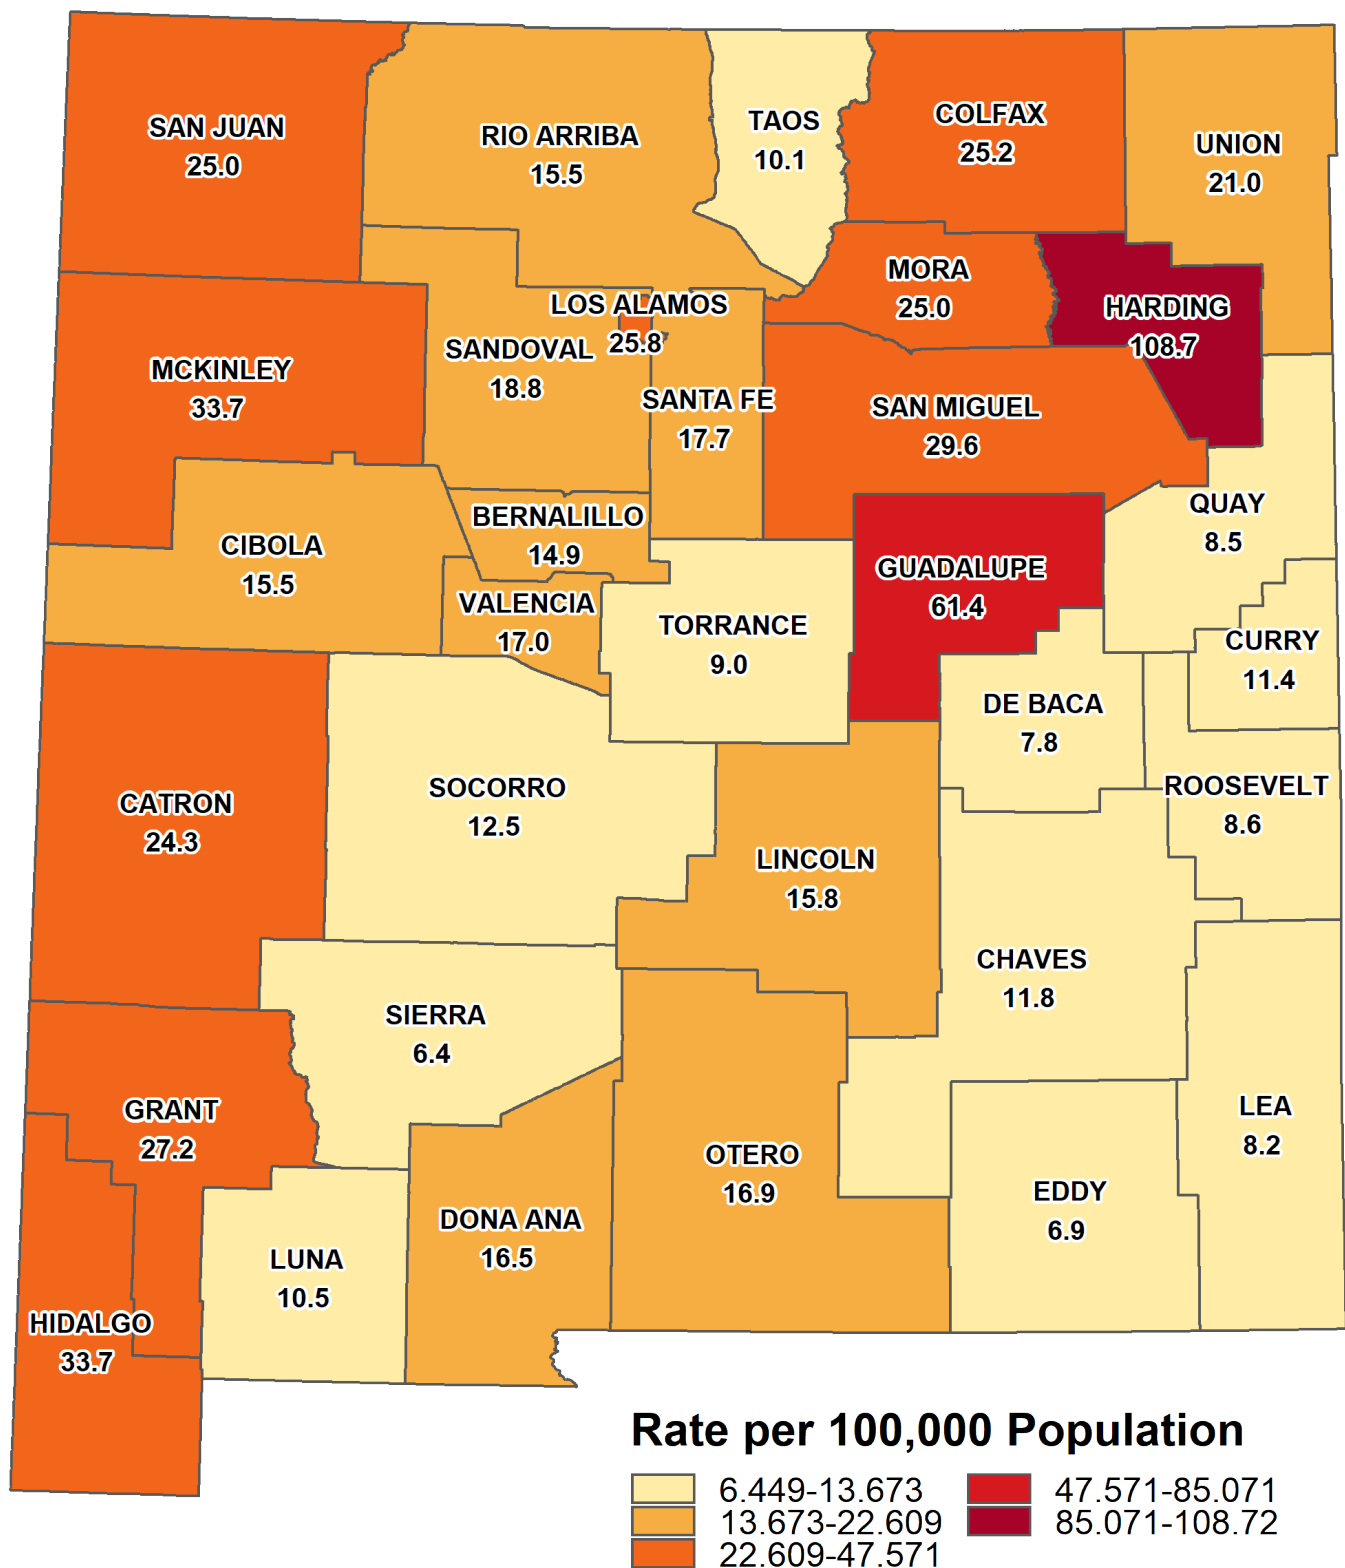 SAN JUAN
25.0
RIO ARRIBA
15.5
TAOS
10.1
COLFAX
25.2
UNION
21.0
MORA
25.0
HARDING
108.7
LOS ALAMOS
25.8
SANDOVAL
18.8
MCKINLEY
33.7
SANTA FE
17.7
SAN MIGUEL
29.6
QUAY
8.5
BERNALILLO
14.9
CIBOLA
15.5
GUADALUPE
61.4
VALENCIA
17.0
TORRANCE
9.0
CURRY
11.4
DE BACA
7.8
ROOSEVELT
8.6
SOCORRO
12.5
CATRON
24.3
LINCOLN
15.8
CHAVES
11.8
SIERRA
6.4
GRANT
27.2
LEA
8.2
OTERO
16.9
EDDY
6.9
DONA ANA
16.5
LUNA
10.5
HIDALGO
33.7
Rate per 100,000 Population
6.449-13.673
13.673-22.609
22.609-47.571
47.571-85.071
85.071-108.72